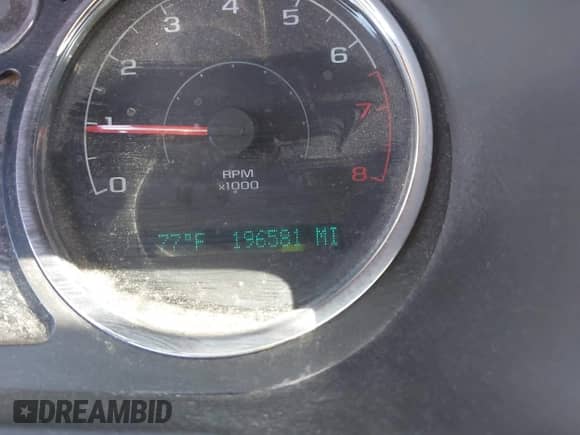 0 1 2 3 4 5 6 7 8
RPM
x1000
77°F 196581 MI
DREAMBID